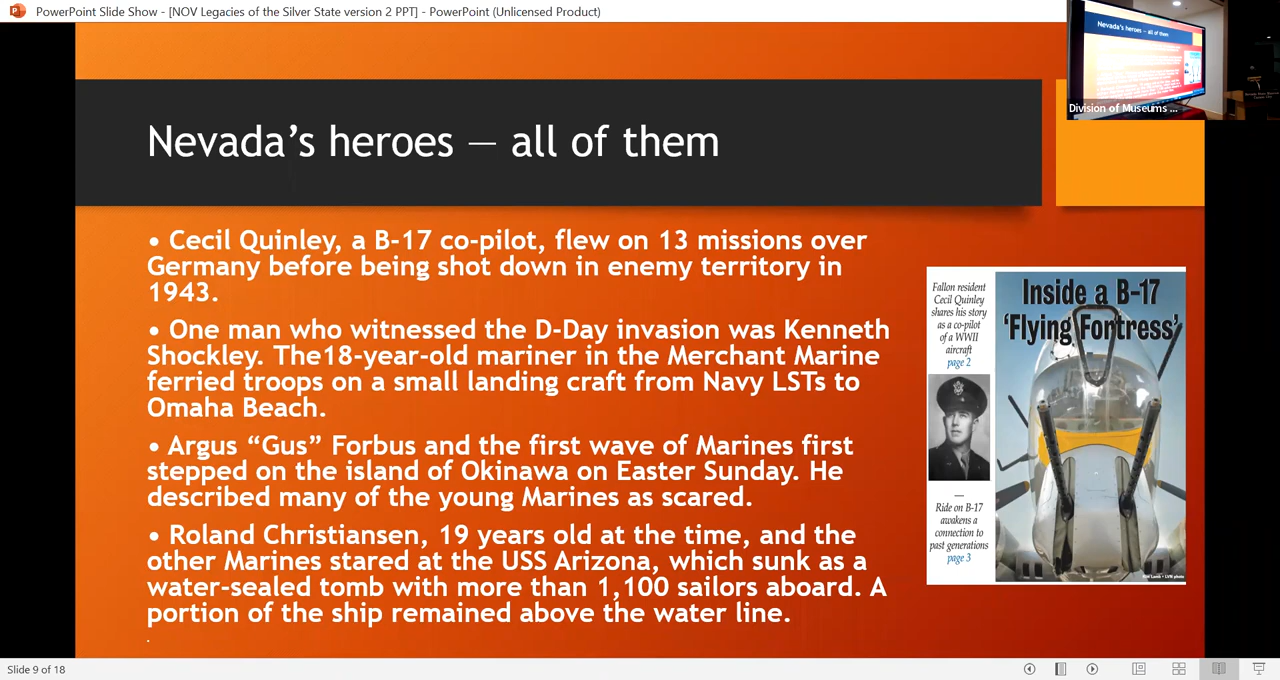 PowerPoint Slide Show - [NOV Legacies of the Silver State version 2 PPT] - PowerPoint (Unlicensed Product)
Nevada's heroes — all of them
Division of Museums ...
Nevada’s heroes — all of them
• Cecil Quinley, a B-17 co-pilot, flew on 13 missions over
Germany before being shot down in enemy territory in
1943.
• One man who witnessed the D-Day invasion was Kenneth
Shockley. The18-year-old mariner in the Merchant Marine
ferried troops on a small landing craft from Navy LSTs to
Omaha Beach.
• Argus “Gus” Forbus and the first wave of Marines first
stepped on the island of Okinawa on Easter Sunday. He
described many of the young Marines as scared.
• Roland Christiansen, 19 years old at the time, and the
other Marines stared at the USS Arizona, which sunk as a
water-sealed tomb with more than 1,100 sailors aboard. A
portion of the ship remained above the water line.
.
Fallon resident
Cecil Quinley
shares his story
as a co-pilot
of a WWII
aircraft
page 2
—
Ride on B-17
awakens a
connection to
past generations
page 3
Inside a B-17
‘Flying Fortress’
Slide 9 of 18